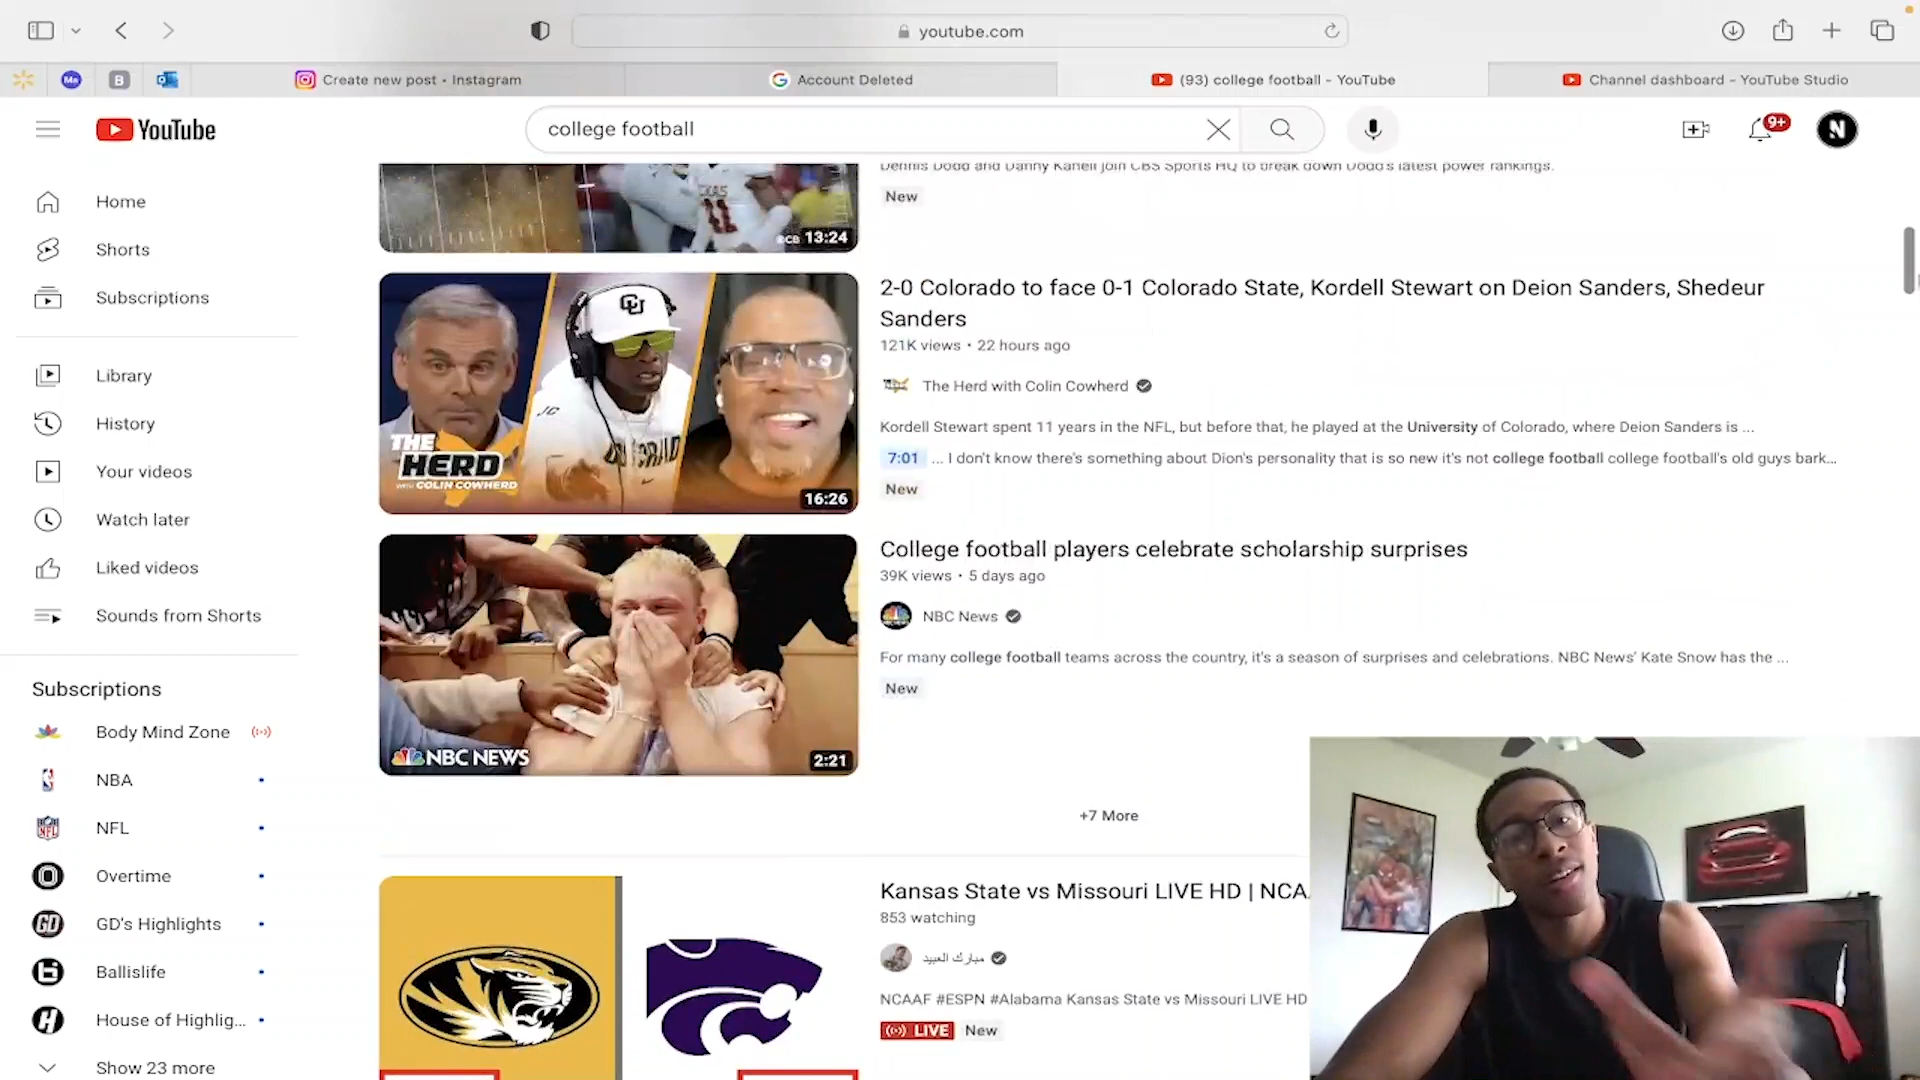 youtube.com
Create new post • Instagram
Account Deleted
(93) college football - YouTube
Channel dashboard - YouTube Studio
YouTube
college football
9+
N
Home
Shorts
Subscriptions
Library
History
Your videos
Watch later
Liked videos
Sounds from Shorts
Subscriptions
Body Mind Zone
NBA
NFL
Overtime
GD's Highlights
Ballislife
House of Highlig...
Show 23 more
Dennis Dodd and Danny Kanell join CBS Sports HQ to break down Dodd's latest power rankings.
13:24
New
2-0 Colorado to face 0-1 Colorado State, Kordell Stewart on Deion Sanders, Shedeur
Sanders
121K views • 22 hours ago
The Herd with Colin Cowherd
Kordell Stewart spent 11 years in the NFL, but before that, he played at the University of Colorado, where Deion Sanders is ...
7:01 ... I don't know there's something about Dion's personality that is so new it's not college football college football's old guys bark...
New
THE
HERD
WITH COLIN COWHERD
16:26
College football players celebrate scholarship surprises
39K views • 5 days ago
NBC News
For many college football teams across the country, it's a season of surprises and celebrations. NBC News' Kate Snow has the ...
New
NBC NEWS
2:21
+7 More
Kansas State vs Missouri LIVE HD | NCA
853 watching
مبارك العبيد
NCAAF #ESPN #Alabama Kansas State vs Missouri LIVE HD
LIVE New